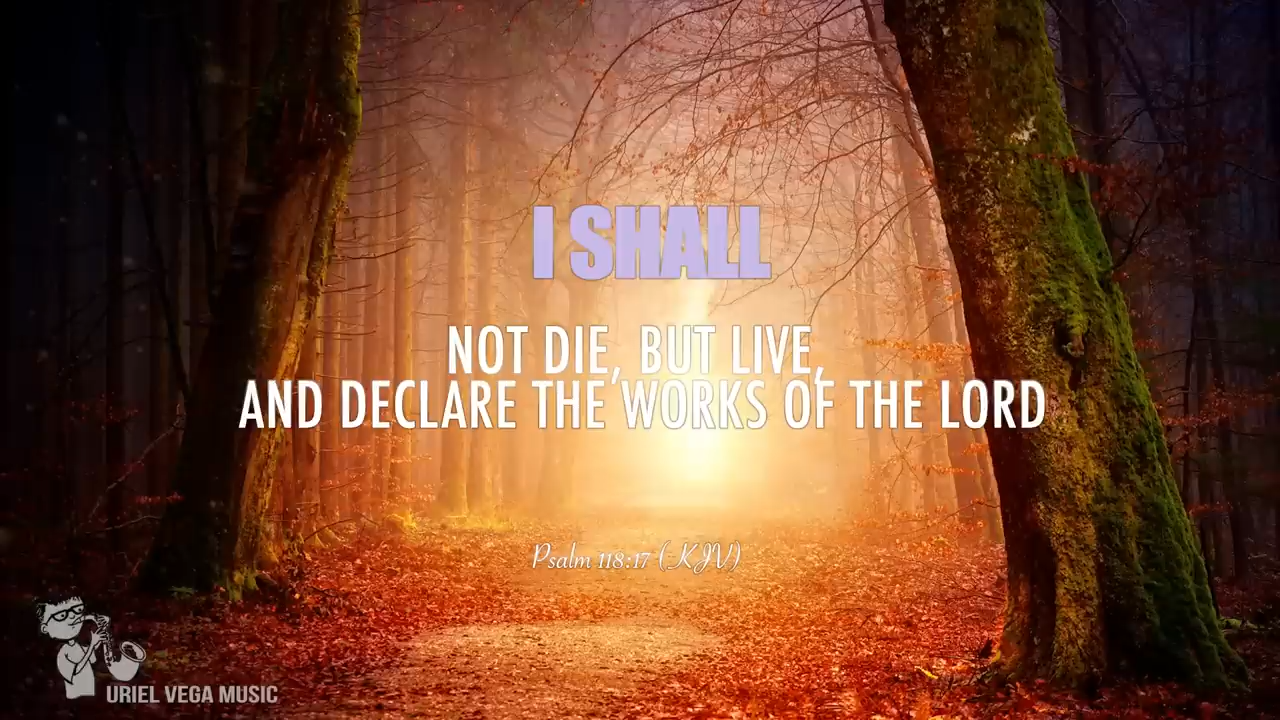 I SHALL
NOT DIE, BUT LIVE,
AND DECLARE THE WORKS OF THE LORD
Psalm 118:17 (KJV)
URIEL VEGA MUSIC